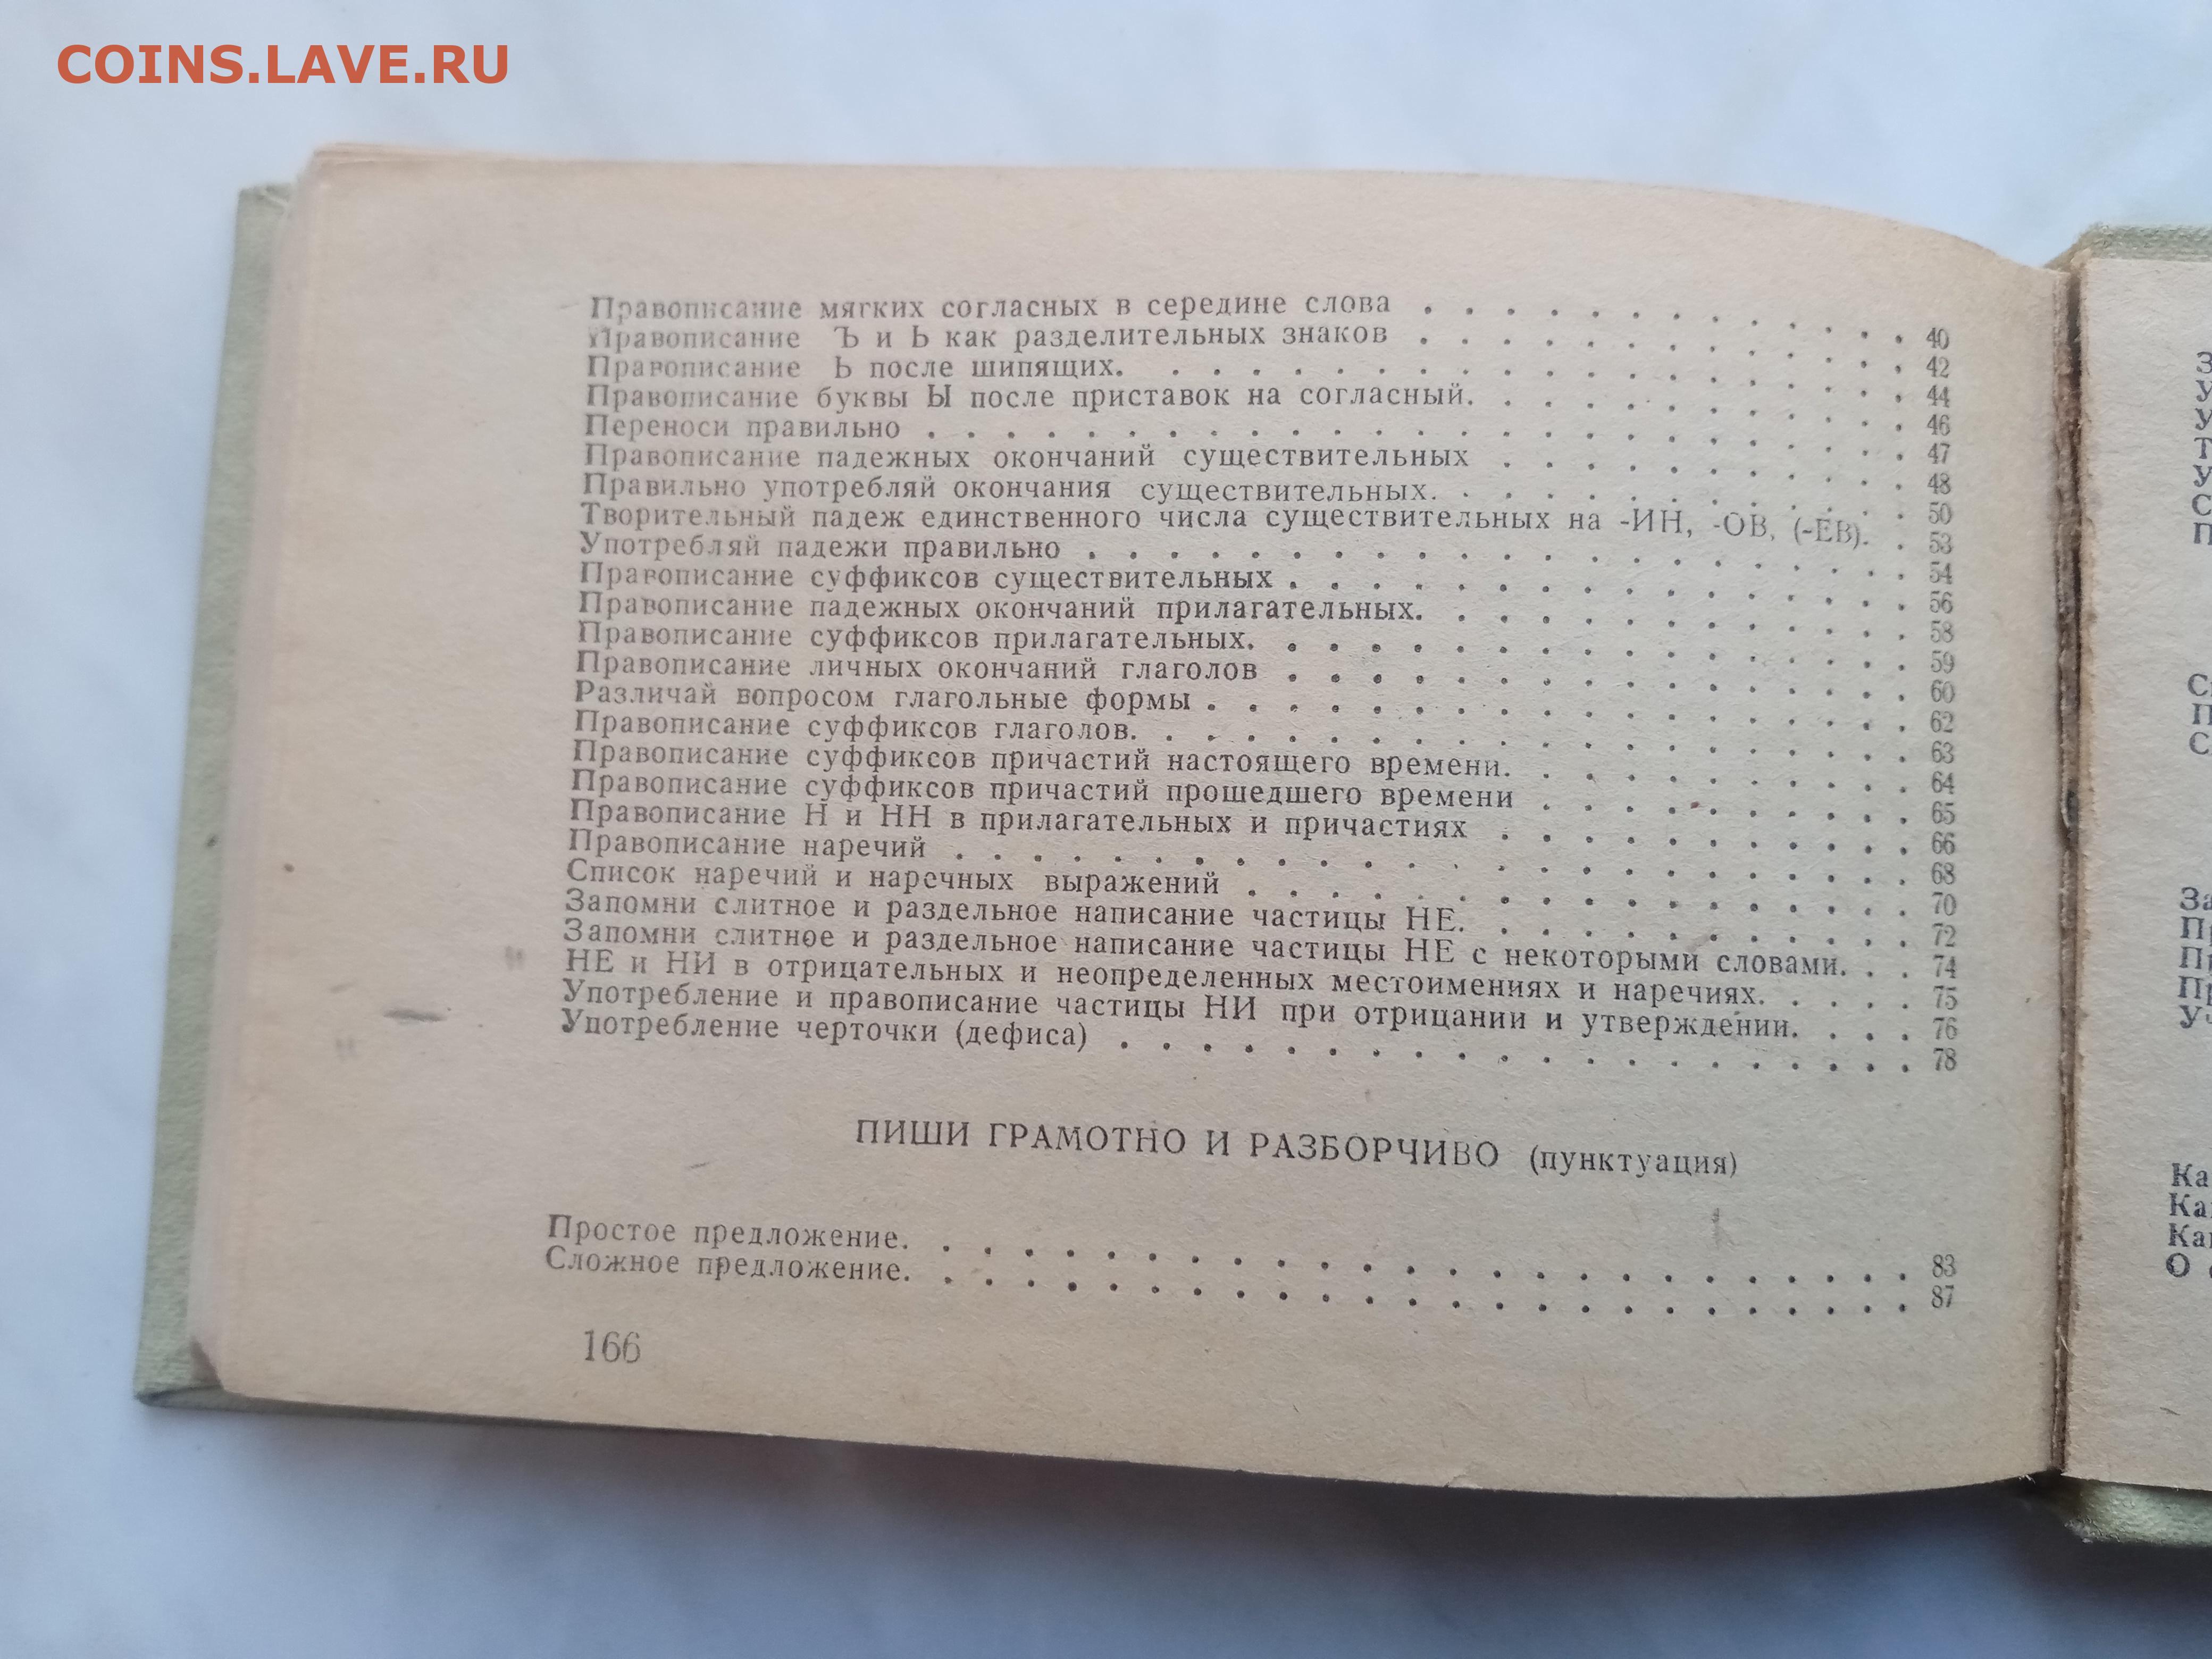 COINS.LAVE.RU
Правописание мягких согласных в середине слова . . . . . . . . . . . . 40
Правописание Ъ и Ь как разделительных знаков . . . . . . . . . . . . 42
Правописание Ь после шипящих. . . . . . . . . . . . . . . . . . . 44
Правописание буквы Ы после приставок на согласный. . . . . . . . . . . 46
Переноси правильно . . . . . . . . . . . . . . . . . . . . . . . . 47
Правописание падежных окончаний существительных . . . . . . . . . . 48
Правильно употребляй окончания существительных. . . . . . . . . . . . 50
Творительный падеж единственного числа существительных на -ИН, -ОВ, (-ЕВ). . 53
Употребляй падежи правильно . . . . . . . . . . . . . . . . . . . . 54
Правописание суффиксов существительных . . . . . . . . . . . . . . . 56
Правописание падежных окончаний прилагательных. . . . . . . . . . . . 58
Правописание суффиксов прилагательных. . . . . . . . . . . . . . . . 59
Правописание личных окончаний глаголов . . . . . . . . . . . . . . . 60
Различай вопросом глагольные формы . . . . . . . . . . . . . . . . . 62
Правописание суффиксов глаголов. . . . . . . . . . . . . . . . . . . 63
Правописание суффиксов причастий настоящего времени. . . . . . . . . . 64
Правописание суффиксов причастий прошедшего времени . . . . . . . . . 65
Правописание Н и НН в прилагательных и причастиях . . . . . . . . . . 66
Правописание наречий . . . . . . . . . . . . . . . . . . . . . . . 68
Список наречий и наречных выражений . . . . . . . . . . . . . . . . 70
Запомни слитное и раздельное написание частицы НЕ. . . . . . . . . . . 72
Запомни слитное и раздельное написание частицы НЕ с некоторыми словами. . . 74
НЕ и НИ в отрицательных и неопределенных местоимениях и наречиях. . . . . 75
Употребление и правописание частицы НИ при отрицании и утверждении. . . . 76
Употребление черточки (дефиса) . . . . . . . . . . . . . . . . . . . 78
ПИШИ ГРАМОТНО И РАЗБОРЧИВО (пунктуация)
Простое предложение. . . . . . . . . . . . . . . . . . . . . . . . . 83
Сложное предложение. . . . . . . . . . . . . . . . . . . . . . . . . 87
166